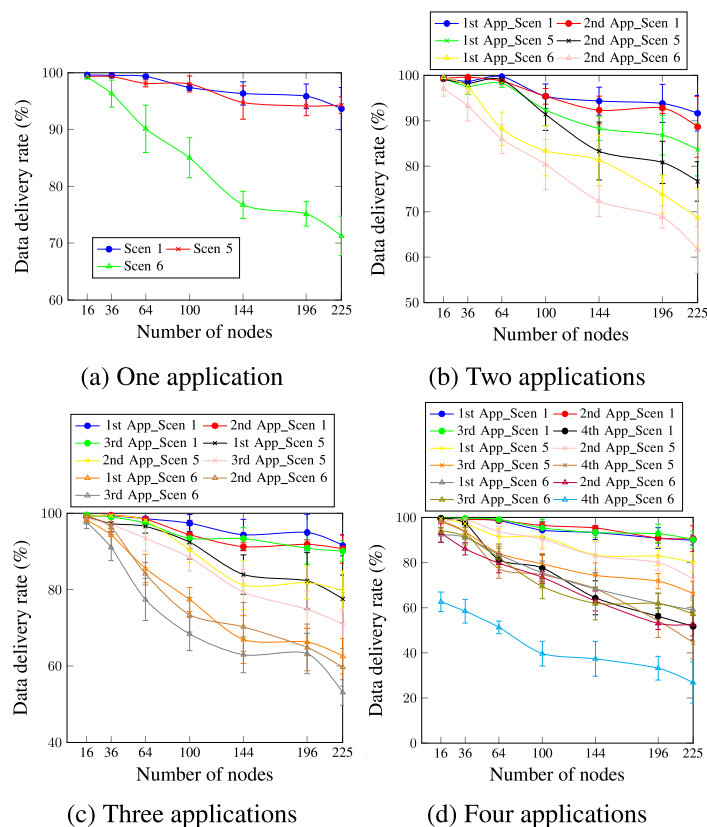 100
90
80
70
60
16 36 64 100 144 196 225
Data delivery rate (%)
Number of nodes
Scen 1 Scen 5
Scen 6
(a) One application
1st App_Scen 1 2nd App_Scen 1
1st App_Scen 5 2nd App_Scen 5
1st App_Scen 6 2nd App_Scen 6
100
90
80
70
60
50
16 36 64 100 144 196 225
Data delivery rate (%)
Number of nodes
(b) Two applications
1st App_Scen 1 2nd App_Scen 1
3rd App_Scen 1 1st App_Scen 5
2nd App_Scen 5 3rd App_Scen 5
1st App_Scen 6 2nd App_Scen 6
3rd App_Scen 6
100
80
60
40
16 36 64 100 144 196 225
Data delivery rate (%)
Number of nodes
(c) Three applications
1st App_Scen 1 2nd App_Scen 1
3rd App_Scen 1 4th App_Scen 1
1st App_Scen 5 2nd App_Scen 5
3rd App_Scen 5 4th App_Scen 5
1st App_Scen 6 2nd App_Scen 6
3rd App_Scen 6 4th App_Scen 6
100
80
60
40
20
0
16 36 64 100 144 196 225
Data delivery rate (%)
Number of nodes
(d) Four applications